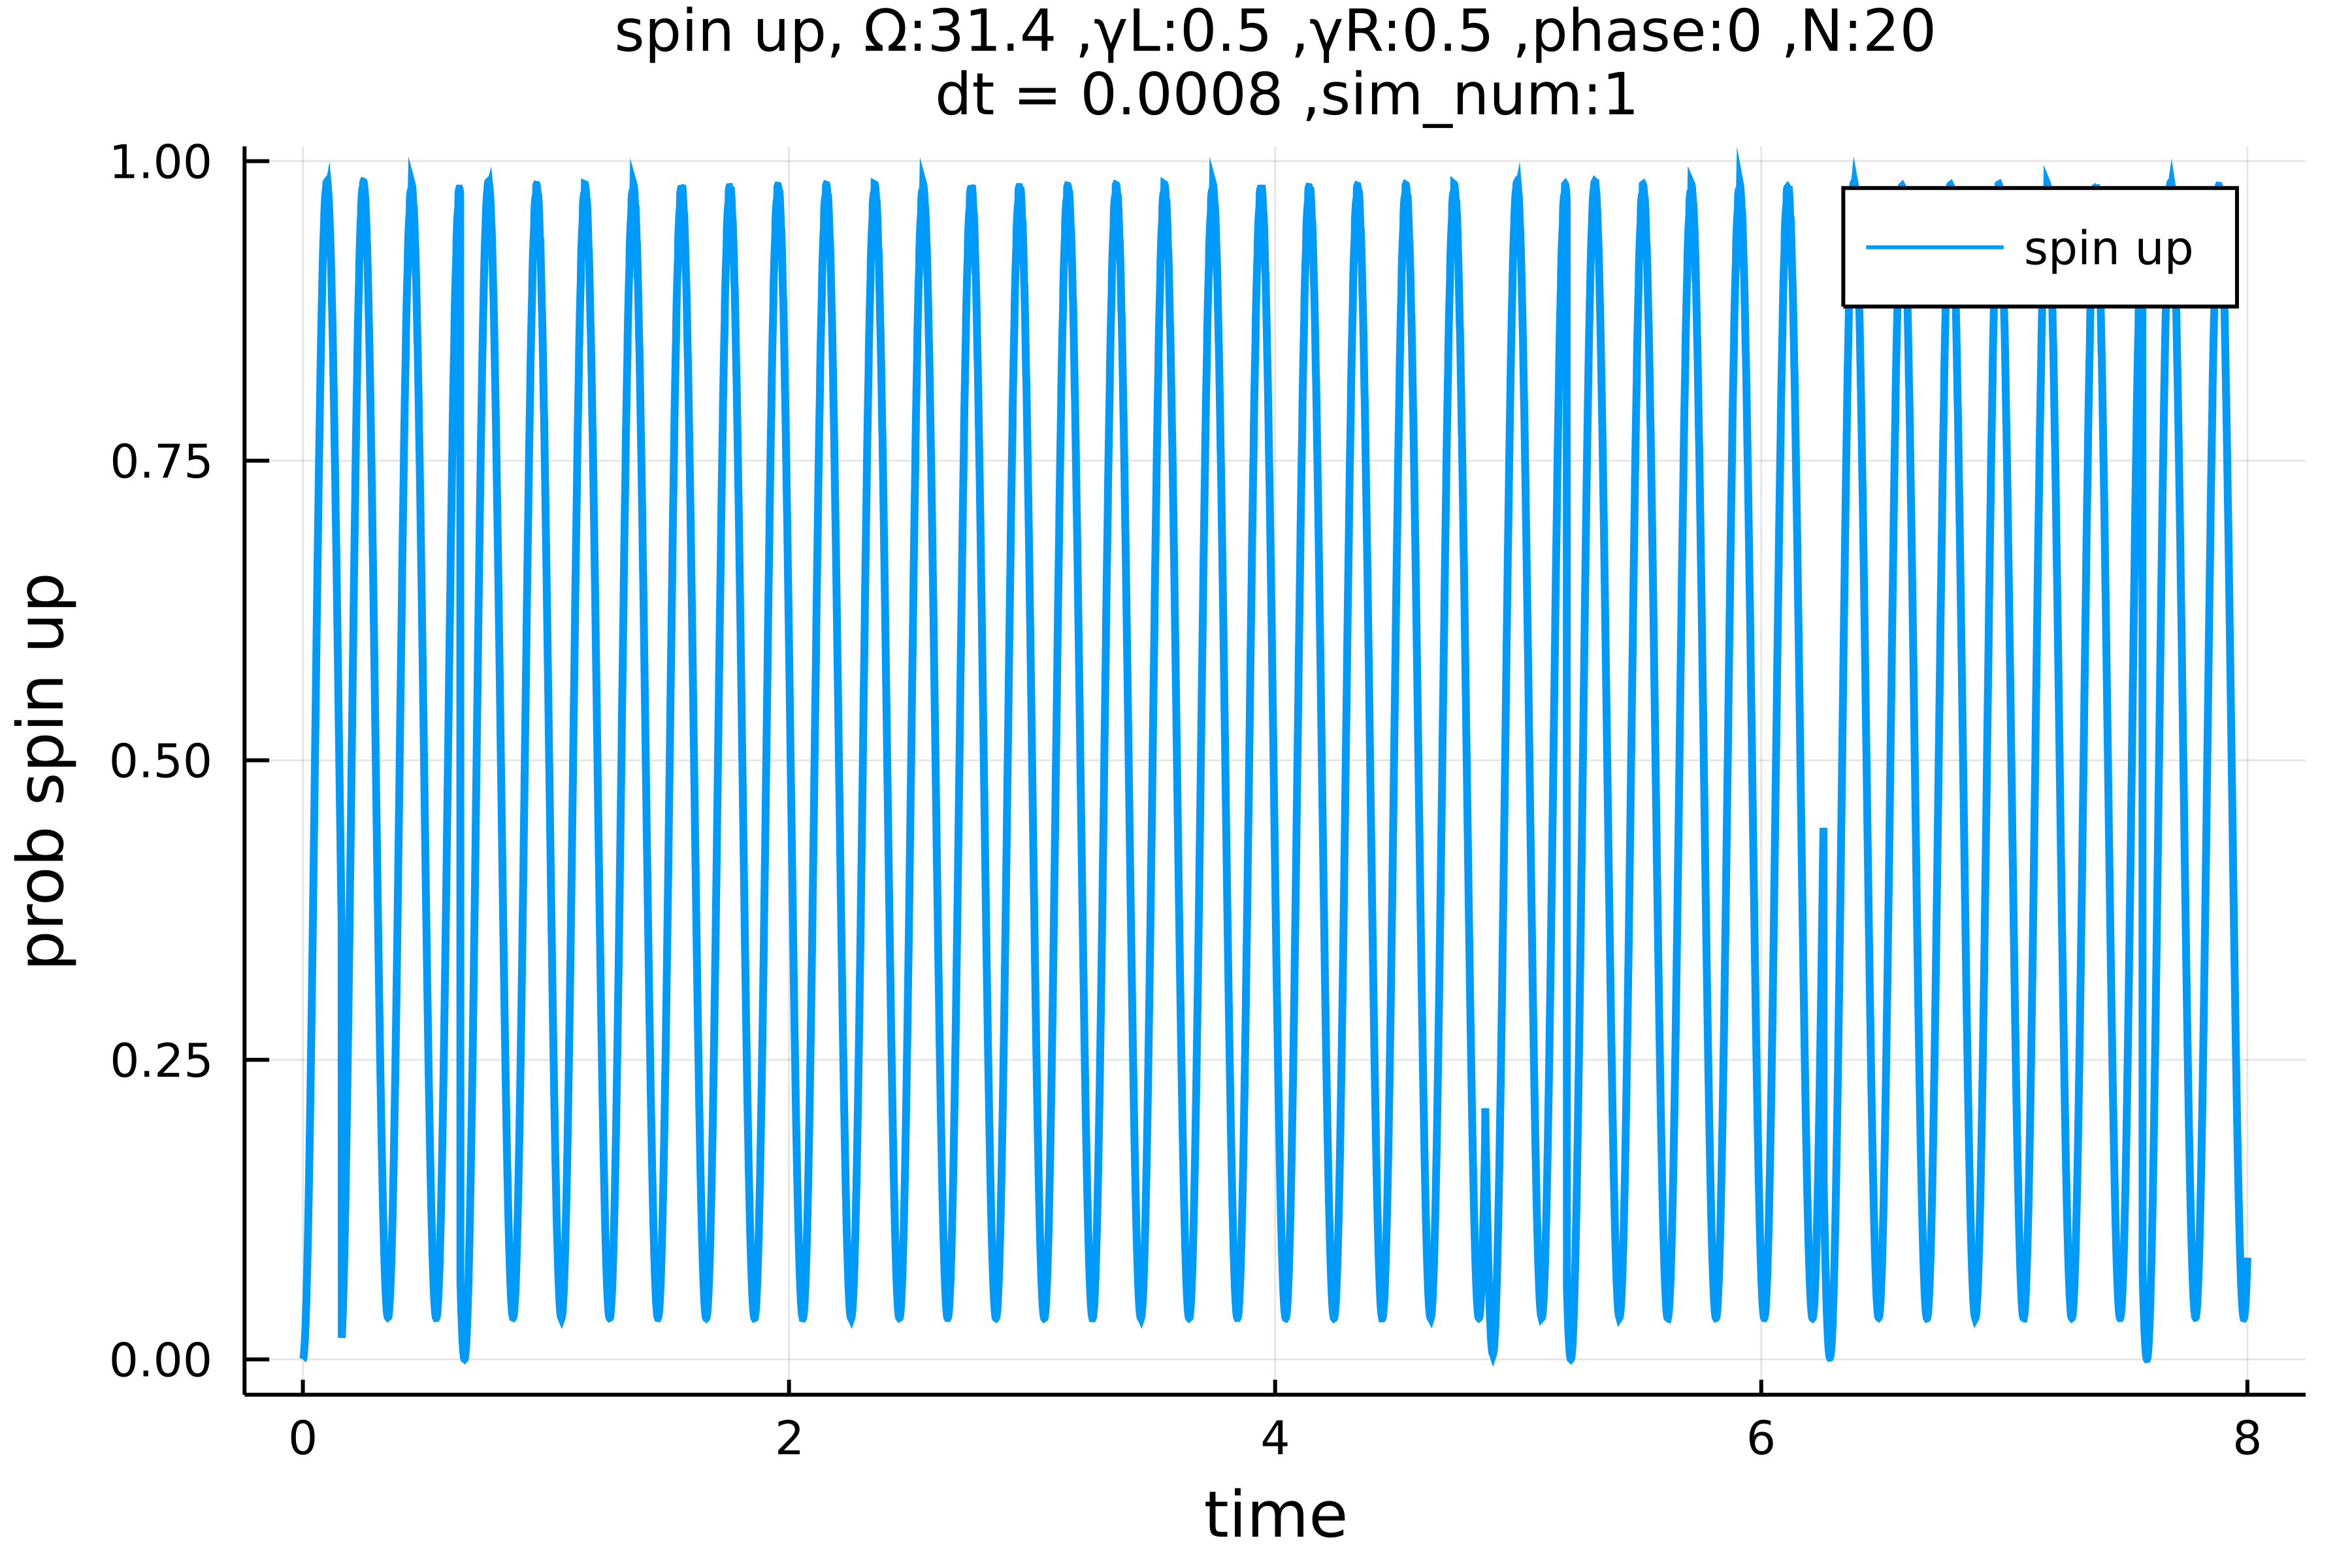 spin up, Ω:31.4 ,γL:0.5 ,γR:0.5 ,phase:0 ,N:20
dt = 0.0008 ,sim_num:1
1.00
0.75
0.50
0.25
0.00
prob spin up
spin up
0 2 4 6 8
time